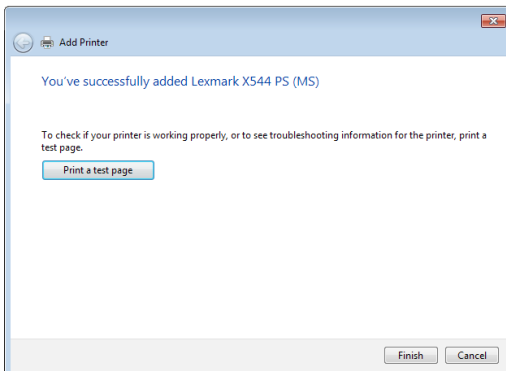 Add Printer
You've successfully added Lexmark X544 PS (MS)
To check if your printer is working properly, or to see troubleshooting information for the printer, print a
test page.
Print a test page
Finish
Cancel